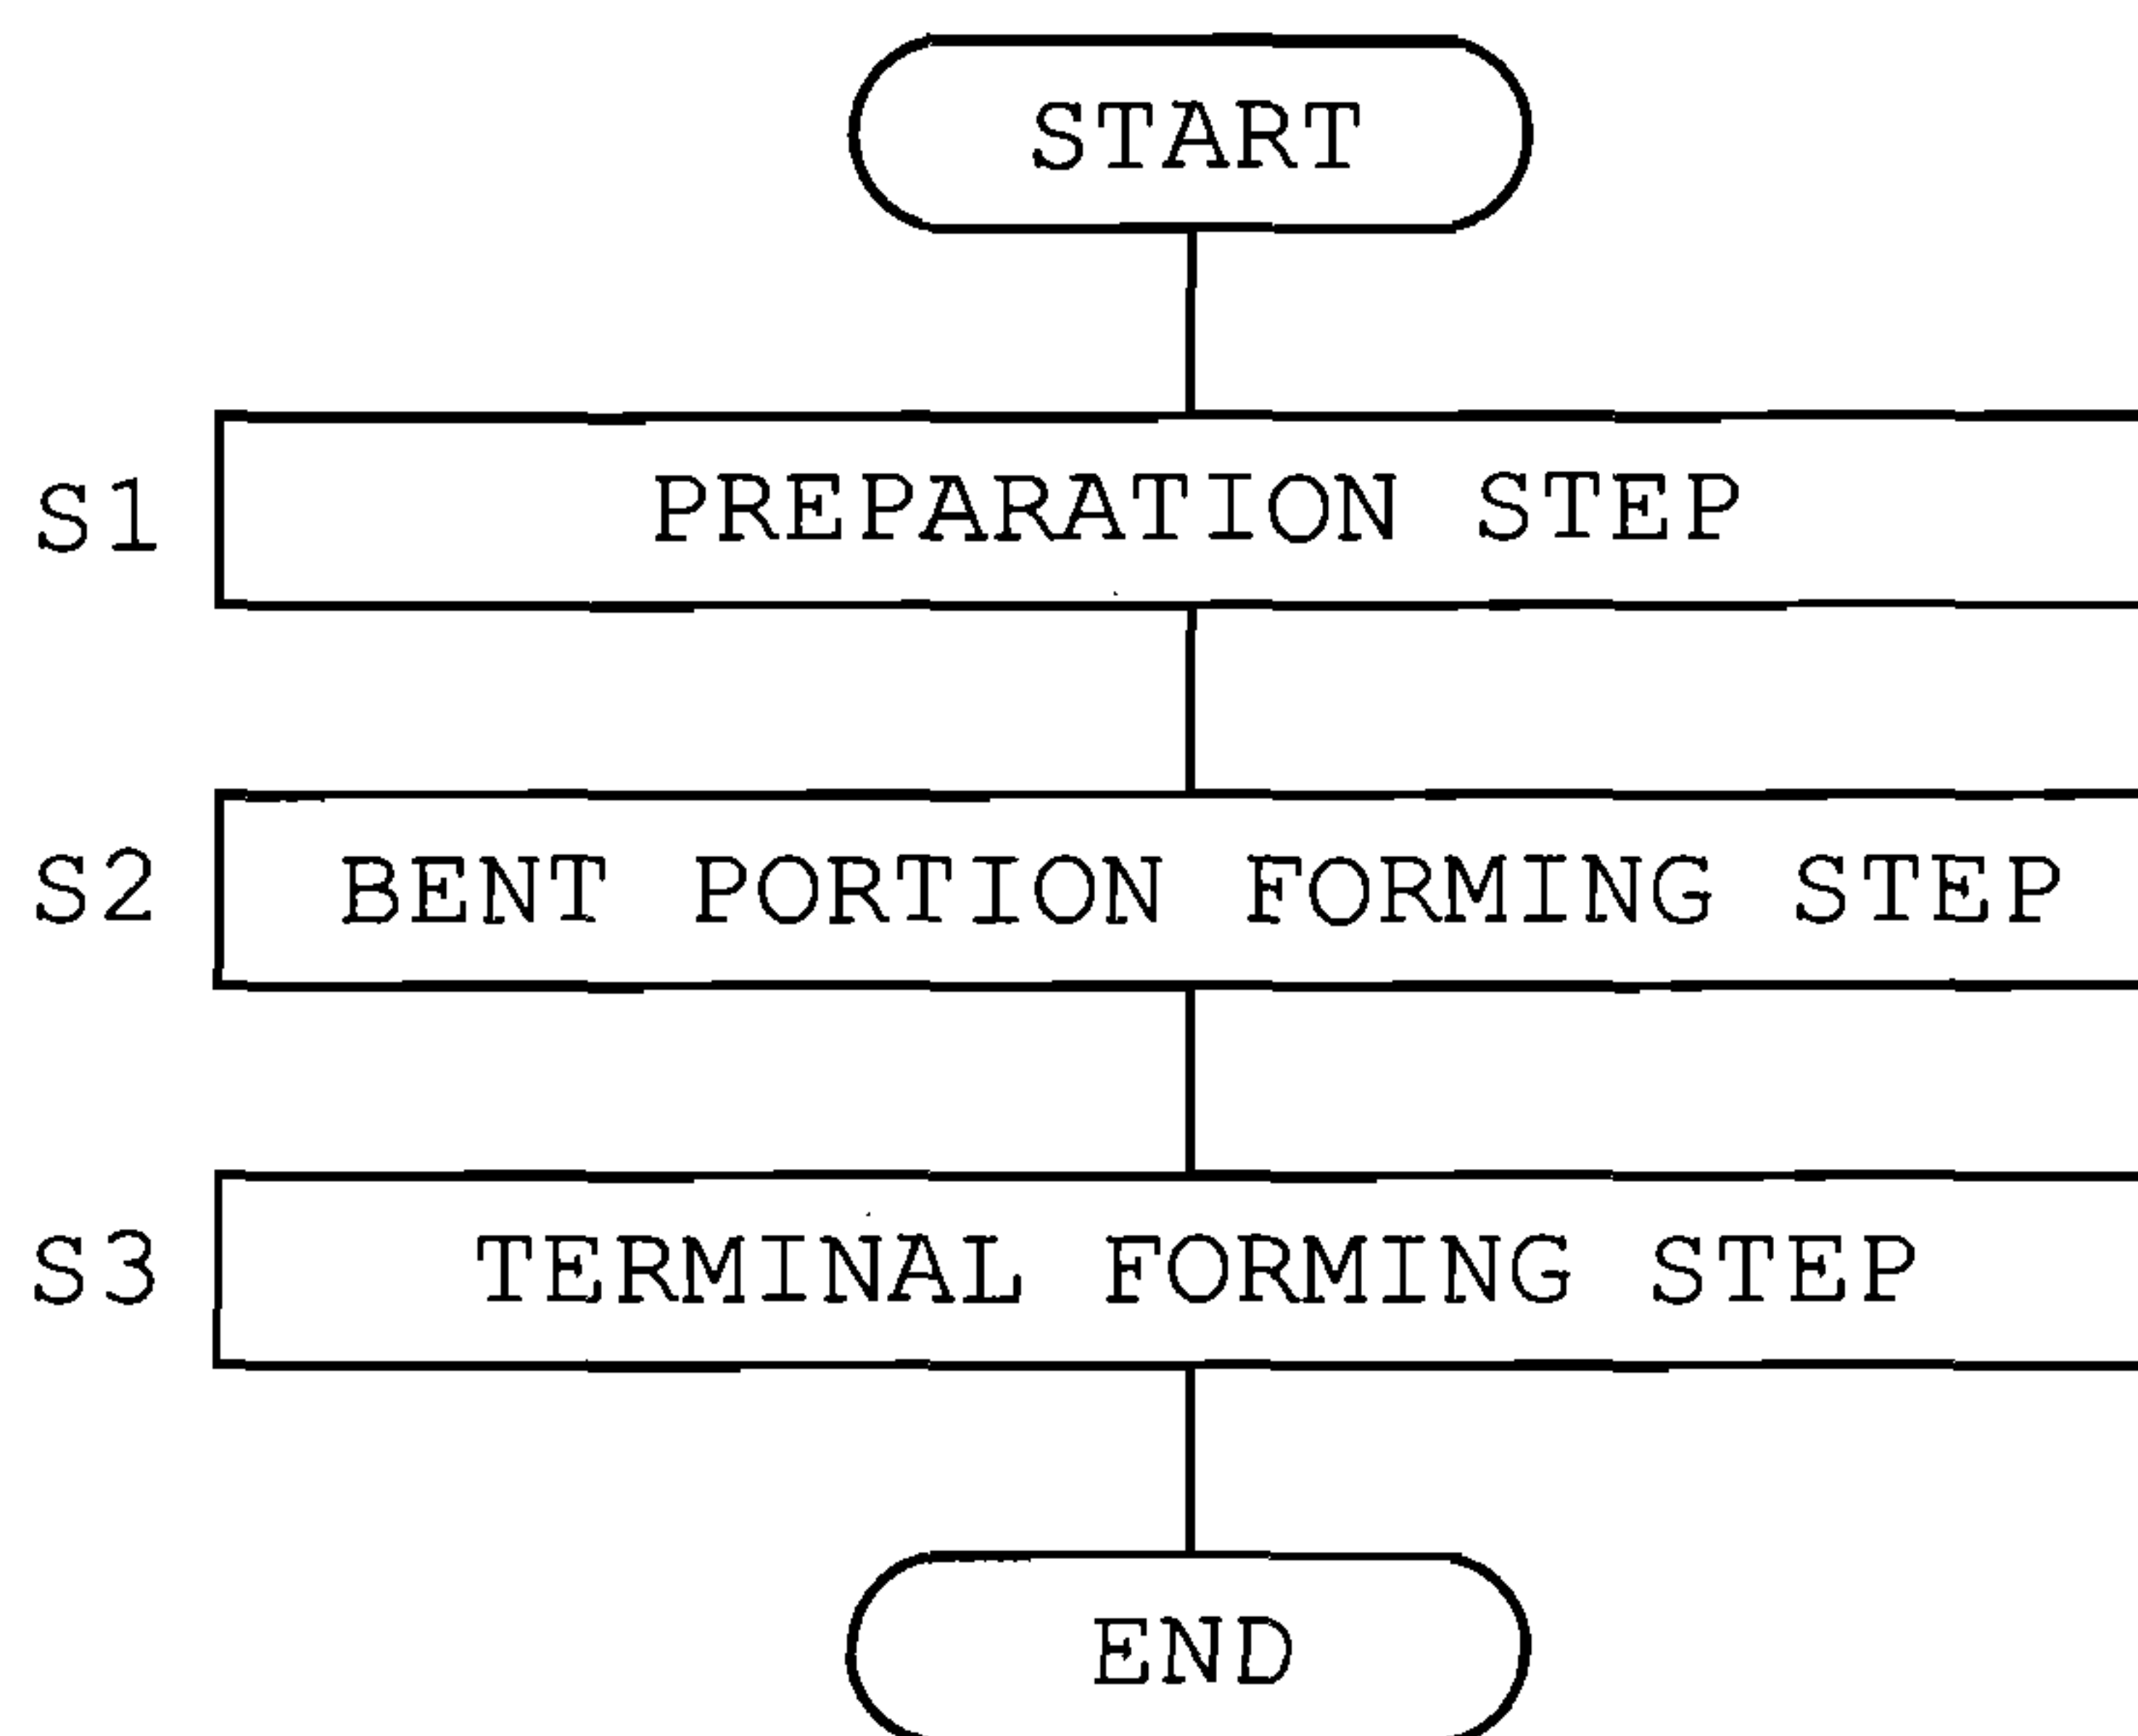 START
S1 PREPARATION STEP
S2 BENT PORTION FORMING STEP
S3 TERMINAL FORMING STEP
END